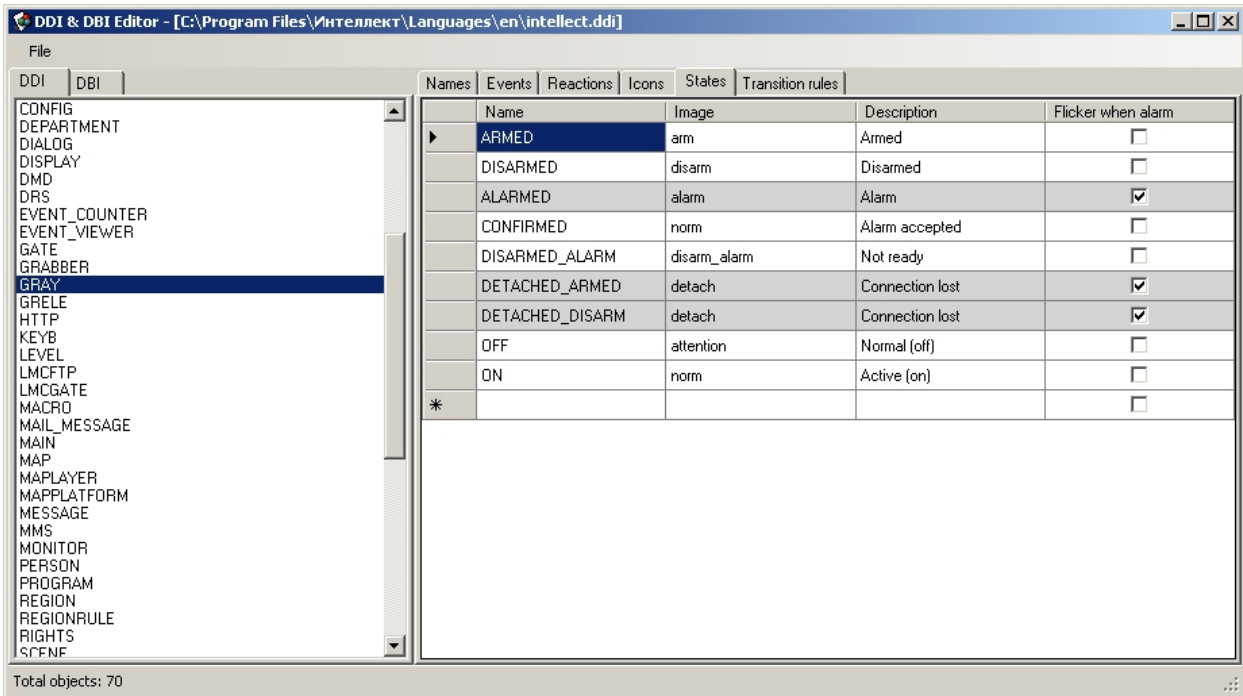 DDI & DBI Editor - [C:\Program Files\Интеллект\Languages\en\intellect.ddi]
File
DDI DBI
CONFIG
DEPARTMENT
DIALOG
DISPLAY
DMD
DRS
EVENT_COUNTER
EVENT_VIEWER
GATE
GRABBER
GRAY
GRELE
HTTP
KEYB
LEVEL
LMCFTP
LMCGATE
MACRO
MAIL_MESSAGE
MAIN
MAP
MAPLAYER
MAPPLATFORM
MESSAGE
MMS
MONITOR
PERSON
PROGRAM
REGION
REGIONRULE
RIGHTS
SCENE
Names Events Reactions Icons States Transition rules
Name Image Description Flicker when alarm
ARMED arm Armed
DISARMED disarm Disarmed
ALARMED alarm Alarm
CONFIRMED norm Alarm accepted
DISARMED_ALARM disarm_alarm Not ready
DETACHED_ARMED detach Connection lost
DETACHED_DISARM detach Connection lost
OFF attention Normal (off)
ON norm Active (on)
Total objects: 70